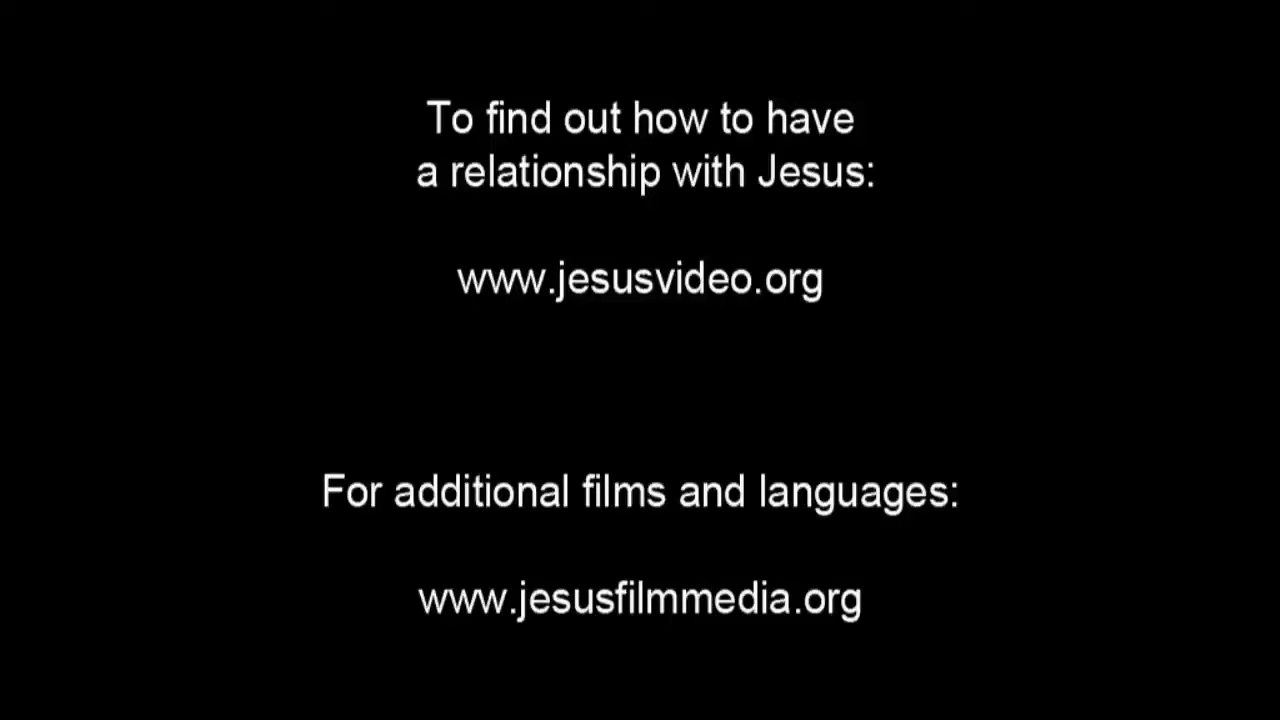 To find out how to have
a relationship with Jesus:
www.jesusvideo.org
For additional films and languages:
www.jesusfilmmedia.org